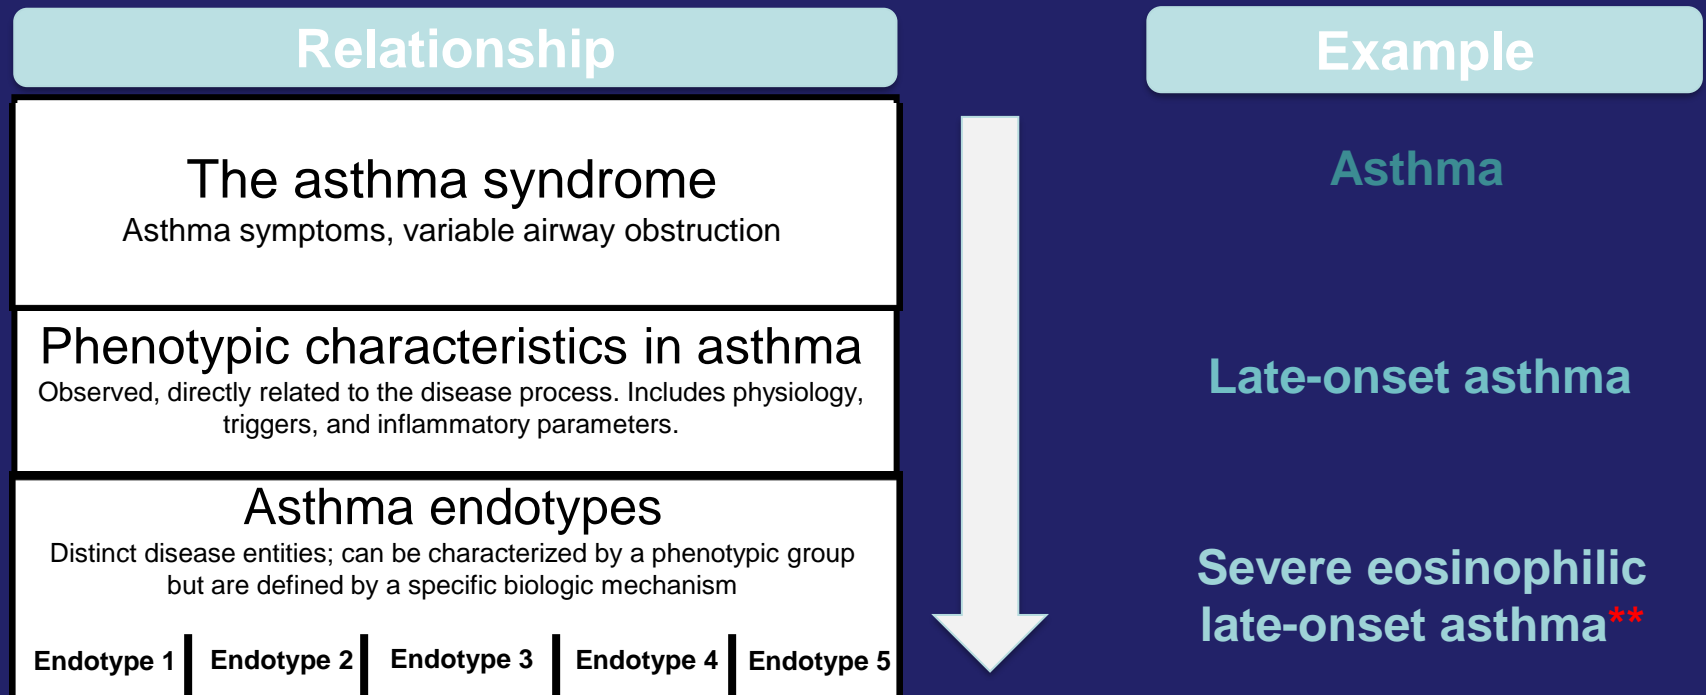 Relationship
Example
The asthma syndrome
Asthma symptoms, variable airway obstruction
Asthma
Phenotypic characteristics in asthma
Observed, directly related to the disease process. Includes physiology,
triggers, and inflammatory parameters.
Late-onset asthma
Asthma endotypes
Distinct disease entities; can be characterized by a phenotypic group
but are defined by a specific biologic mechanism
Severe eosinophilic
late-onset asthma**
Endotype 1
Endotype 2
Endotype 3
Endotype 4
Endotype 5